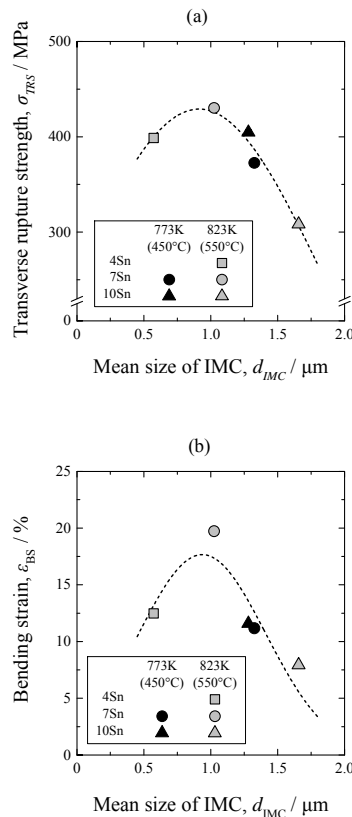 (a)
Transverse rupture strength, σTRS / MPa
500
400
300
0
773K 823K
(450°C) (550°C)
4Sn
7Sn
10Sn
0 0.5 1.0 1.5 2.0
Mean size of IMC, dIMC / μm
(b)
Bending strain, εBS / %
25
20
15
10
5
0
773K 823K
(450°C) (550°C)
4Sn
7Sn
10Sn
0 0.5 1.0 1.5 2.0
Mean size of IMC, dIMC / μm